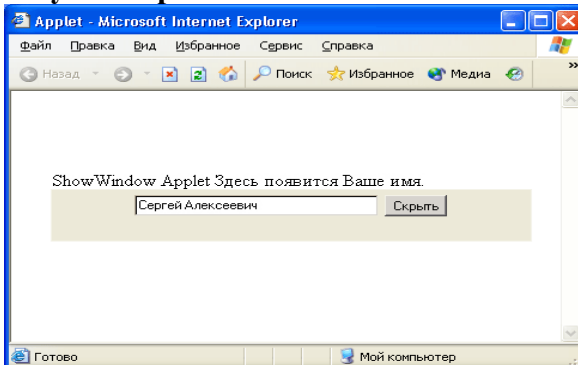 Applet - Microsoft Internet Explorer
Файл Правка Вид Избранное Сервис Справка
Назад Поиск Избранное Медиа »
ShowWindow Applet Здесь появится Ваше имя.
Сергей Алексеевич Скрыть
Готово Мой компьютер